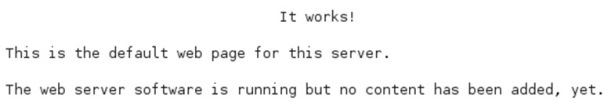 It works!
This is the default web page for this server.
The web server software is running but no content has been added, yet.